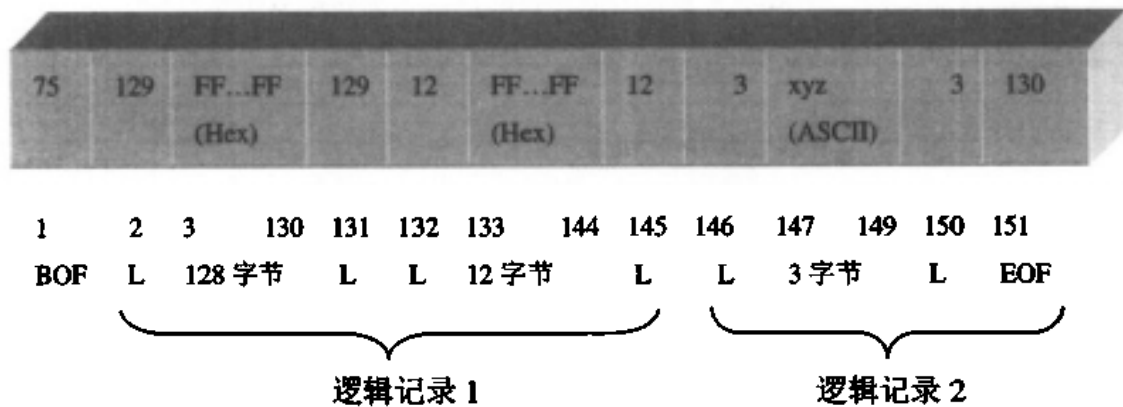 75 129 FF...FF 129 12 FF...FF 12 3 xyz 3 130
(Hex) (Hex) (ASCII)
1 2 3 130 131 132 133 144 145 146 147 149 150 151
BOF L 128 字节 L L 12 字节 L L 3 字节 L EOF
逻辑记录 1 逻辑记录 2